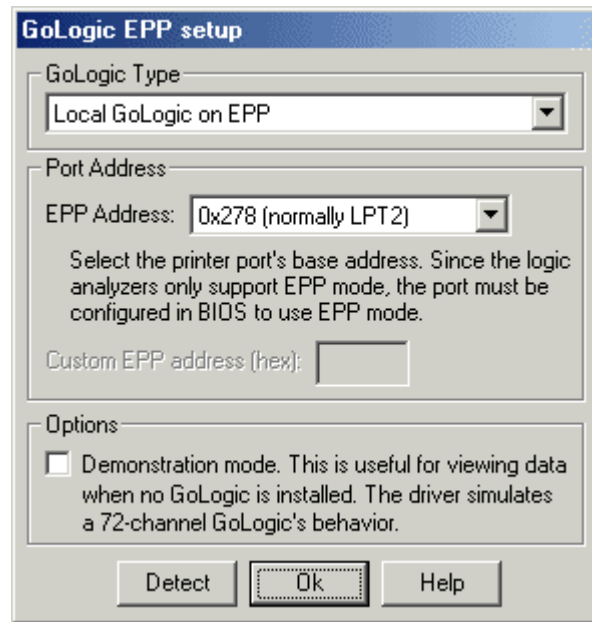 GoLogic EPP setup
GoLogic Type
Local GoLogic on EPP
Port Address
EPP Address: 0x278 (normally LPT2)
Select the printer port's base address. Since the logic
analyzers only support EPP mode, the port must be
configured in BIOS to use EPP mode.
Custom EPP address (hex):
Options
Demonstration mode. This is useful for viewing data
when no GoLogic is installed. The driver simulates
a 72-channel GoLogic's behavior.
Detect Ok Help